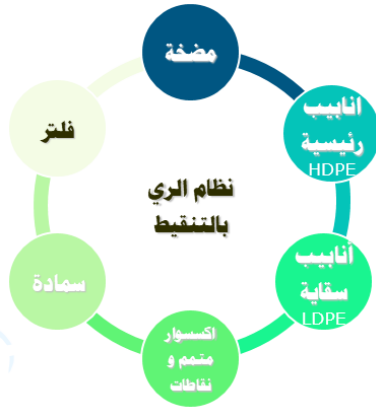 مضخة
انابيب
رئيسية
HDPE
أنابيب
سقاية
LDPE
اكسسوار
متمم و
نقاطات
سمادة
فلتر
نظام الري
بالتنقيط